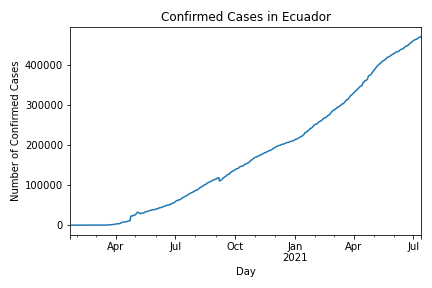 Confirmed Cases in Ecuador
Number of Confirmed Cases
400000
300000
200000
100000
0
Apr Jul Oct Jan Apr Jul
2021
Day